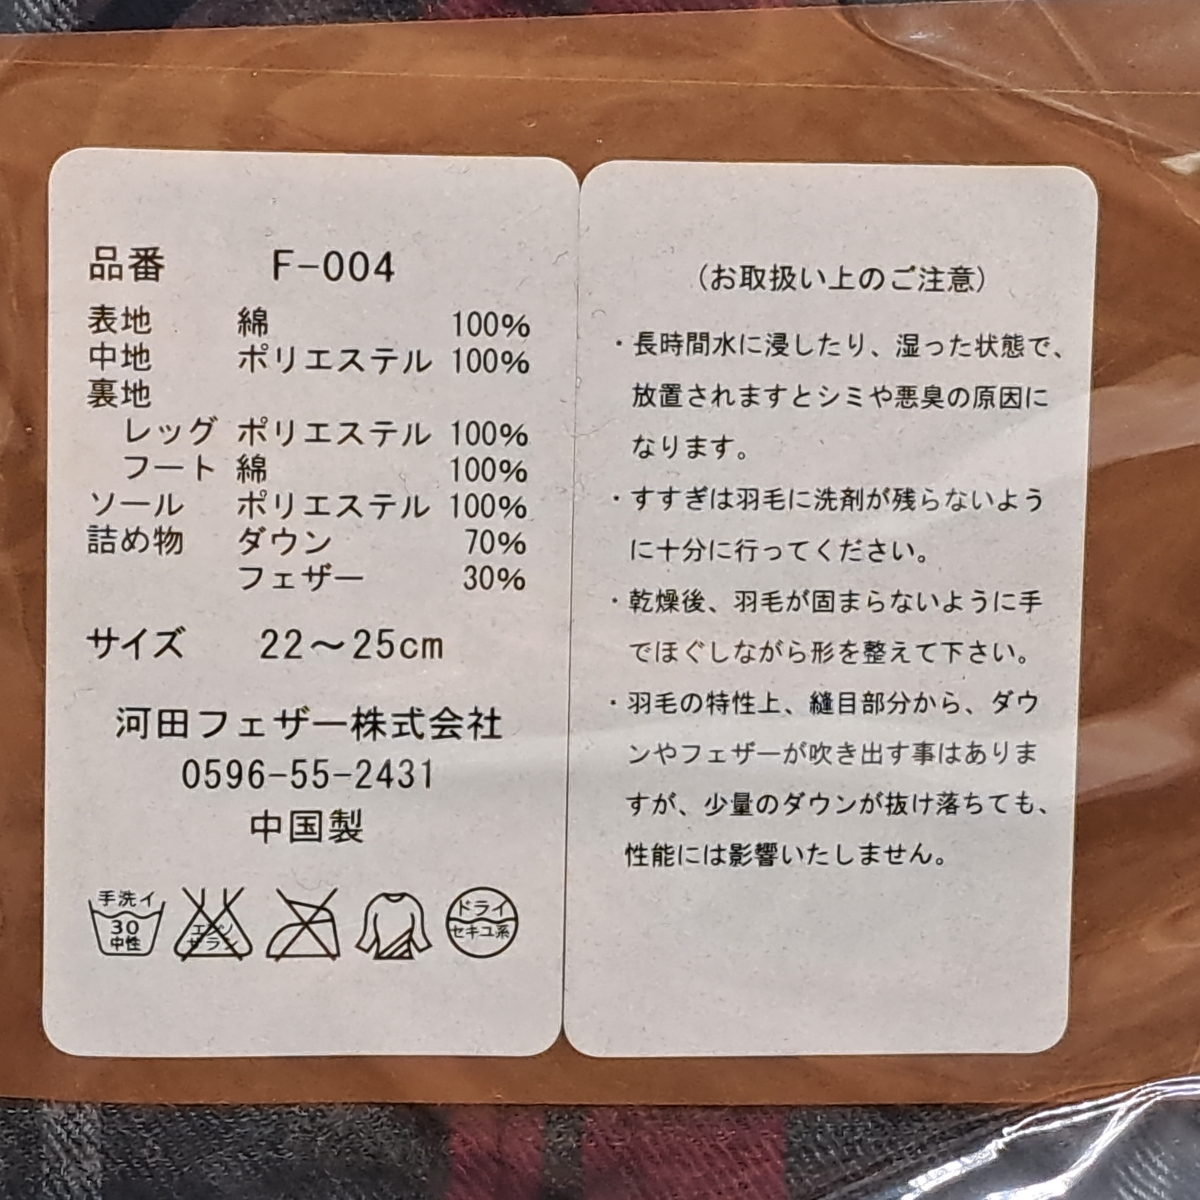 品番 F-004
表地 綿 100%
中地 ポリエステル 100%
裏地
レッグ ポリエステル 100%
フート 綿 100%
ソール ポリエステル 100%
詰め物 ダウン 70%
フェザー 30%
サイズ 22～25cm
河田フェザー株式会社
0596-55-2431
中国製
手洗イ
30
中性
エンソ
サラシ
ドライ
セキユ系
(お取扱い上のご注意)
・長時間水に浸したり、湿った状態で、
放置されますとシミや悪臭の原因に
なります。
・すすぎは羽毛に洗剤が残らないよう
に十分に行ってください。
・乾燥後、羽毛が固まらないように手
でほぐしながら形を整えて下さい。
・羽毛の特性上、縫目部分から、ダウ
ンやフェザーが吹き出す事はありま
すが、少量のダウンが抜け落ちても、
性能には影響いたしません。